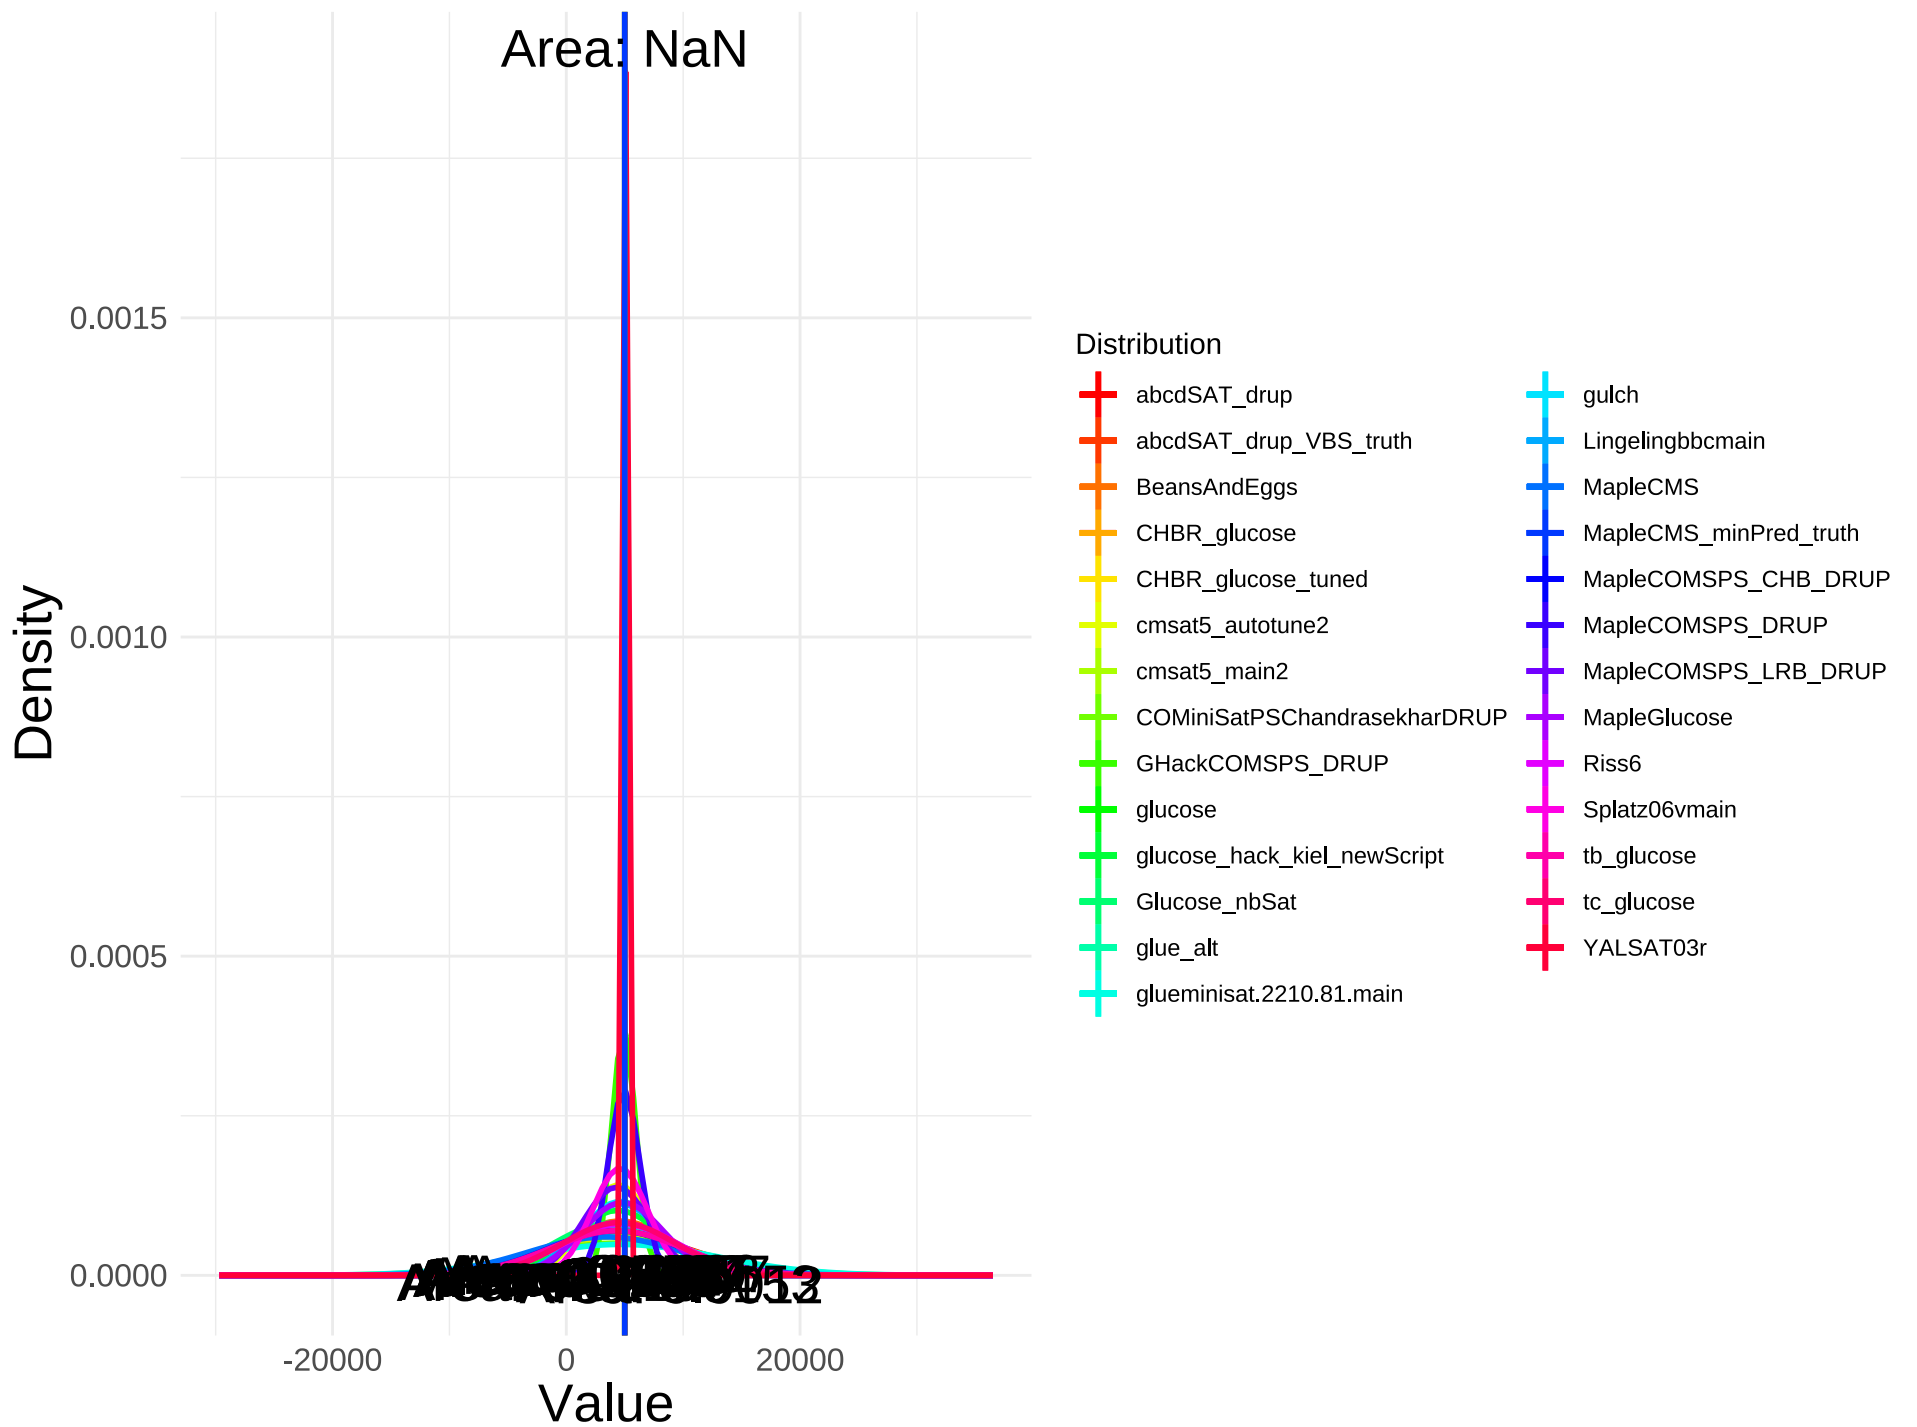 Area: NaN
0.0015
0.0010
0.0005
0.0000
Density
-20000
0
20000
Value
Distribution
abcdSAT_drup
abcdSAT_drup_VBS_truth
BeansAndEggs
CHBR_glucose
CHBR_glucose_tuned
cmsat5_autotune2
cmsat5_main2
COMiniSatPSChandrasekharDRUP
GHackCOMSPS_DRUP
glucose
glucose_hack_kiel_newScript
Glucose_nbSat
glue_alt
glueminisat.2210.81.main
gulch
Lingelingbbcmain
MapleCMS
MapleCMS_minPred_truth
MapleCOMSPS_CHB_DRUP
MapleCOMSPS_DRUP
MapleCOMSPS_LRB_DRUP
MapleGlucose
Riss6
Splatz06vmain
tb_glucose
tc_glucose
YALSAT03r